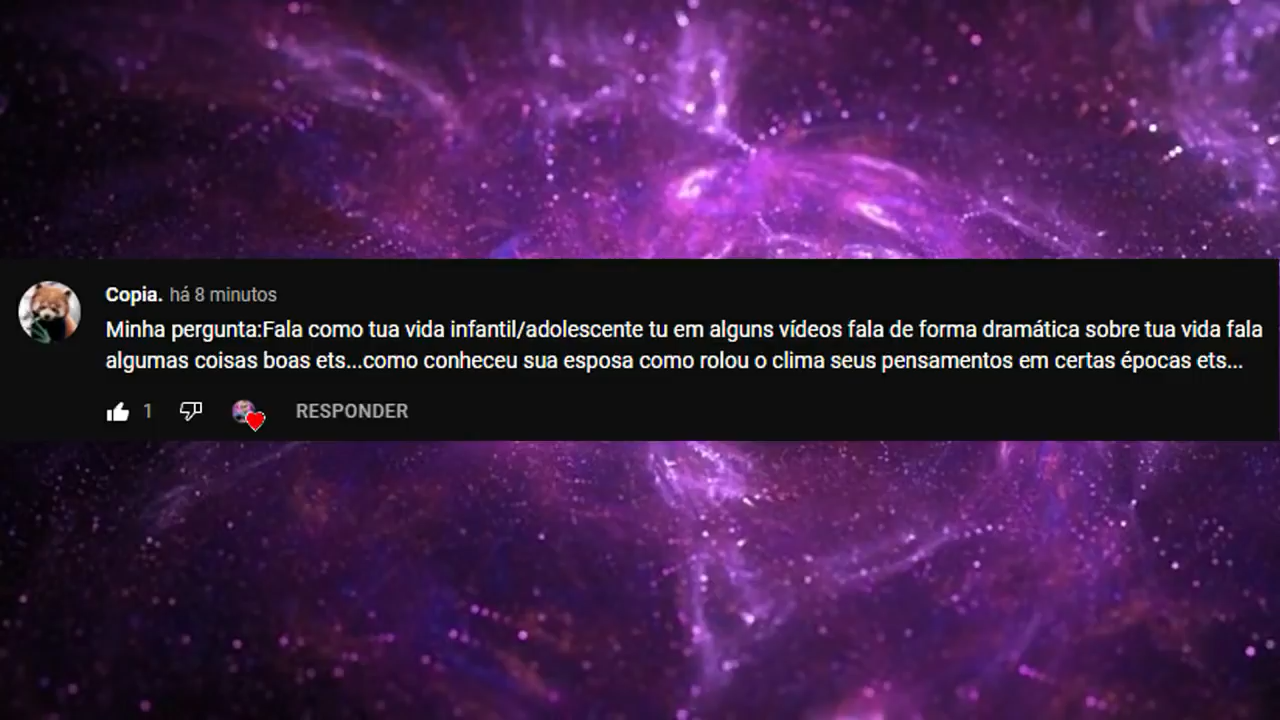 Copia. há 8 minutos
Minha pergunta:Fala como tua vida infantil/adolescente tu em alguns vídeos fala de forma dramática sobre tua vida fala
algumas coisas boas ets...como conheceu sua esposa como rolou o clima seus pensamentos em certas épocas ets...
1 RESPONDER